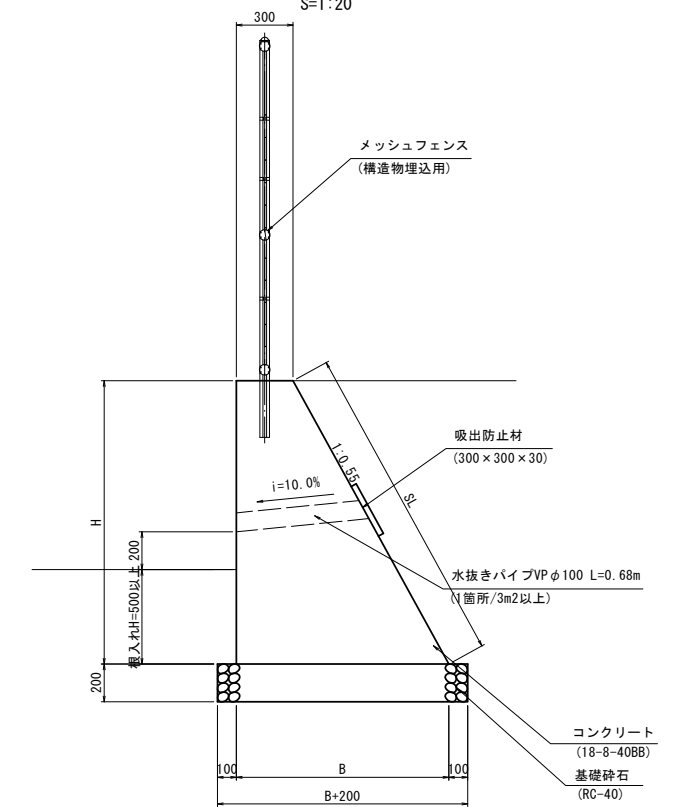 S=1:20
300
メッシュフェンス
(構造物埋込用)
吸出防止材
(300×300×30)
1:0.55
SL
i=10.0%
H
200
根入れH=500以上
水抜きパイプVPφ100 L=0.68m
(1箇所/3m2以上)
200
コンクリート
(18-8-40BB)
基礎砕石
(RC-40)
100
B
100
B+200